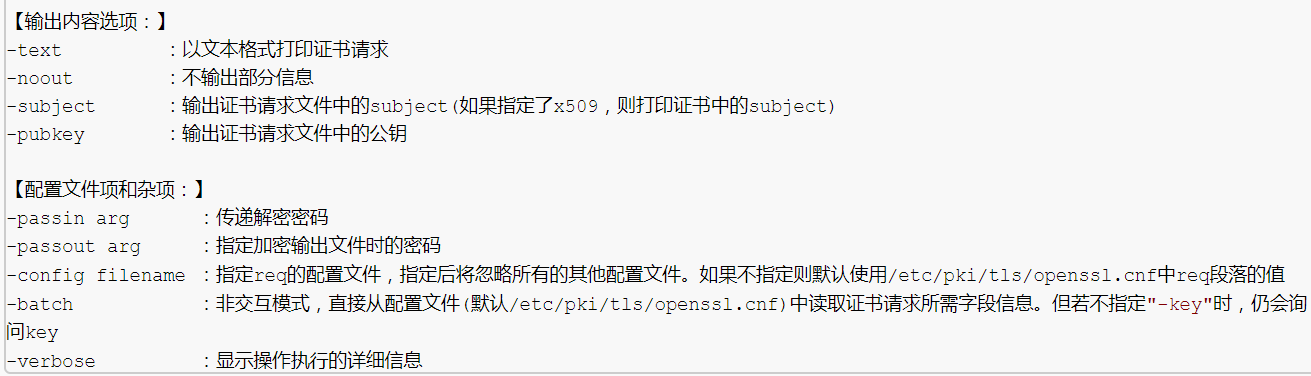 【输出内容选项：】
-text ：以文本格式打印证书请求
-noout ：不输出部分信息
-subject ：输出证书请求文件中的subject(如果指定了x509，则打印证书中的subject)
-pubkey ：输出证书请求文件中的公钥
【配置文件项和杂项：】
-passin arg ：传递解密密码
-passout arg ：指定加密输出文件时的密码
-config filename ：指定req的配置文件，指定后将忽略所有的其他配置文件。如果不指定则默认使用/etc/pki/tls/openssl.cnf中req段落的值
-batch ：非交互模式，直接从配置文件(默认/etc/pki/tls/openssl.cnf)中读取证书请求所需字段信息。但若不指定"-key"时，仍会询
问key
-verbose ：显示操作执行的详细信息